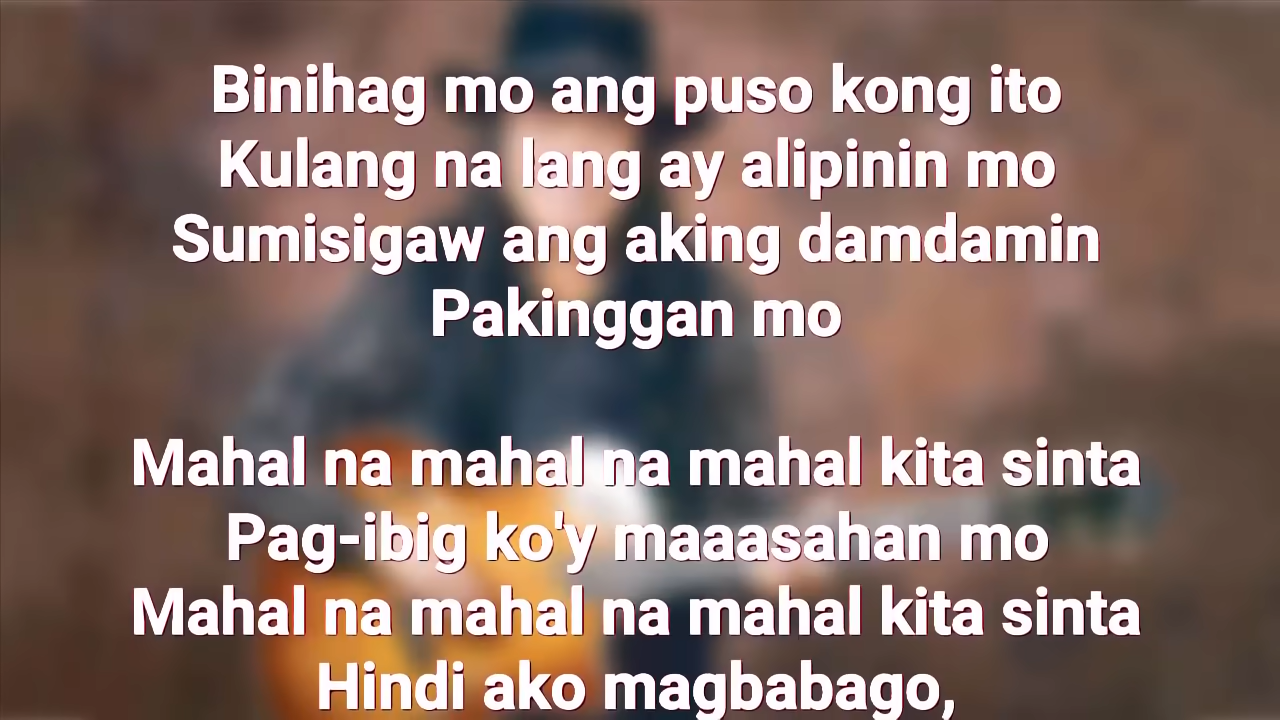 Binihag mo ang puso kong ito
Kulang na lang ay alipinin mo
Sumisigaw ang aking damdamin
Pakinggan mo
Mahal na mahal na mahal kita sinta
Pag-ibig ko'y maaasahan mo
Mahal na mahal na mahal kita sinta
Hindi ako magbabago,